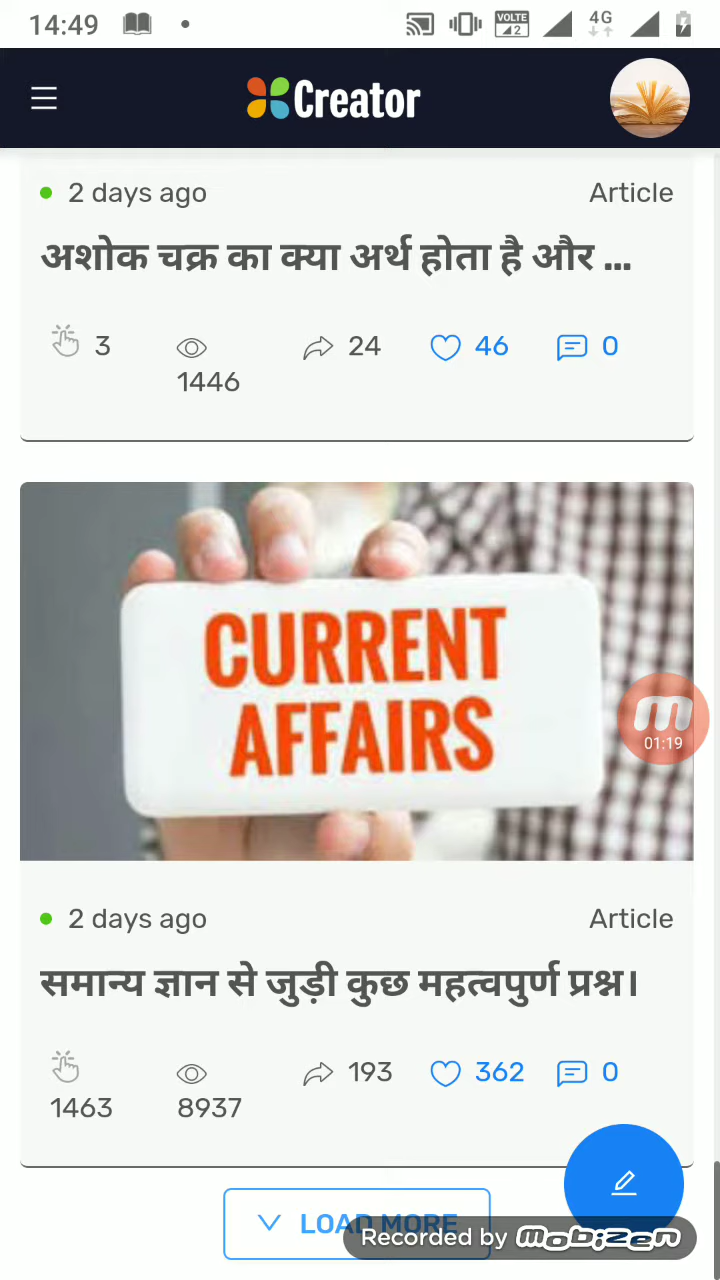 14:49
VOLTE
2
4G
Creator
2 days ago
Article
अशोक चक्र का क्या अर्थ होता है और ...
3
1446
24
46
0
CURRENT
AFFAIRS
01:19
2 days ago
Article
समान्य ज्ञान से जुड़ी कुछ महत्वपुर्ण प्रश्न।
1463
8937
193
362
0
LOAD MORE
Recorded by mobizen